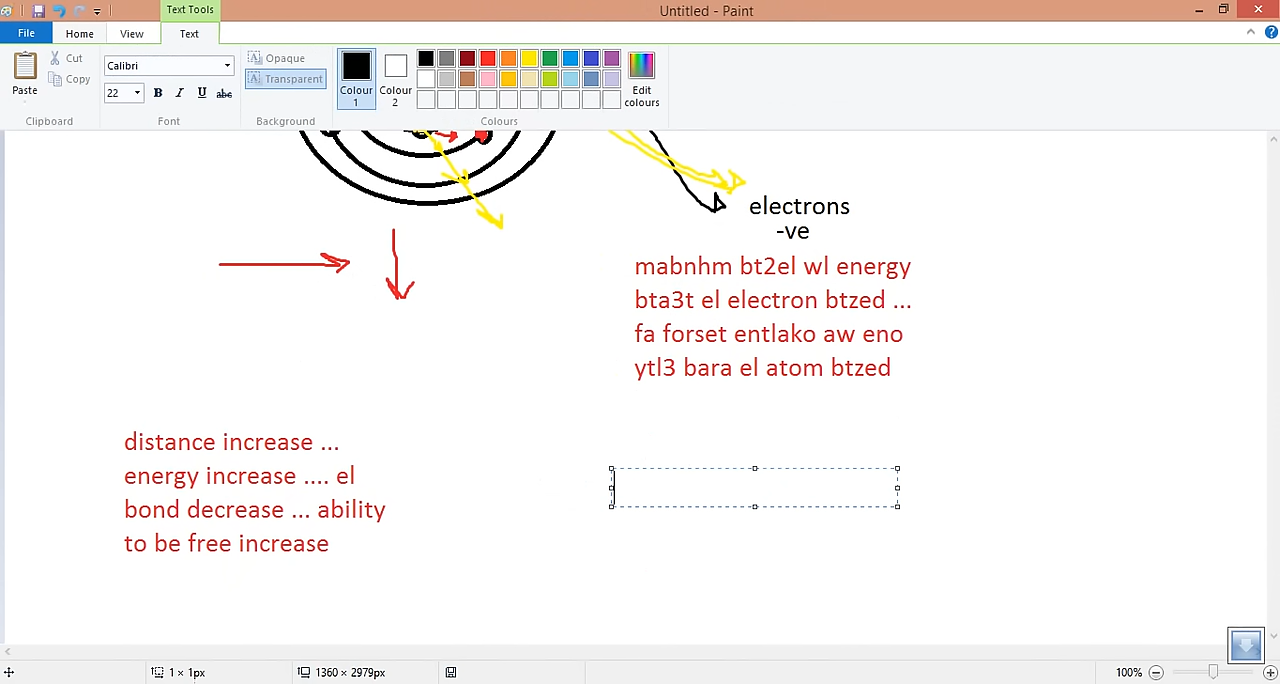 Text Tools
Untitled - Paint
File
Home
View
Text
Paste
Cut
Copy
Clipboard
Calibri
22
B I U abc
Font
Opaque
Transparent
Background
Colour 1
Colour 2
Edit colours
Colours
electrons
-ve
mabnhm bt2el wl energy
bta3t el electron btzed ...
fa forset entlako aw eno
ytl3 bara el atom btzed
distance increase ...
energy increase .... el
bond decrease ... ability
to be free increase
1 × 1px
1360 × 2979px
100%